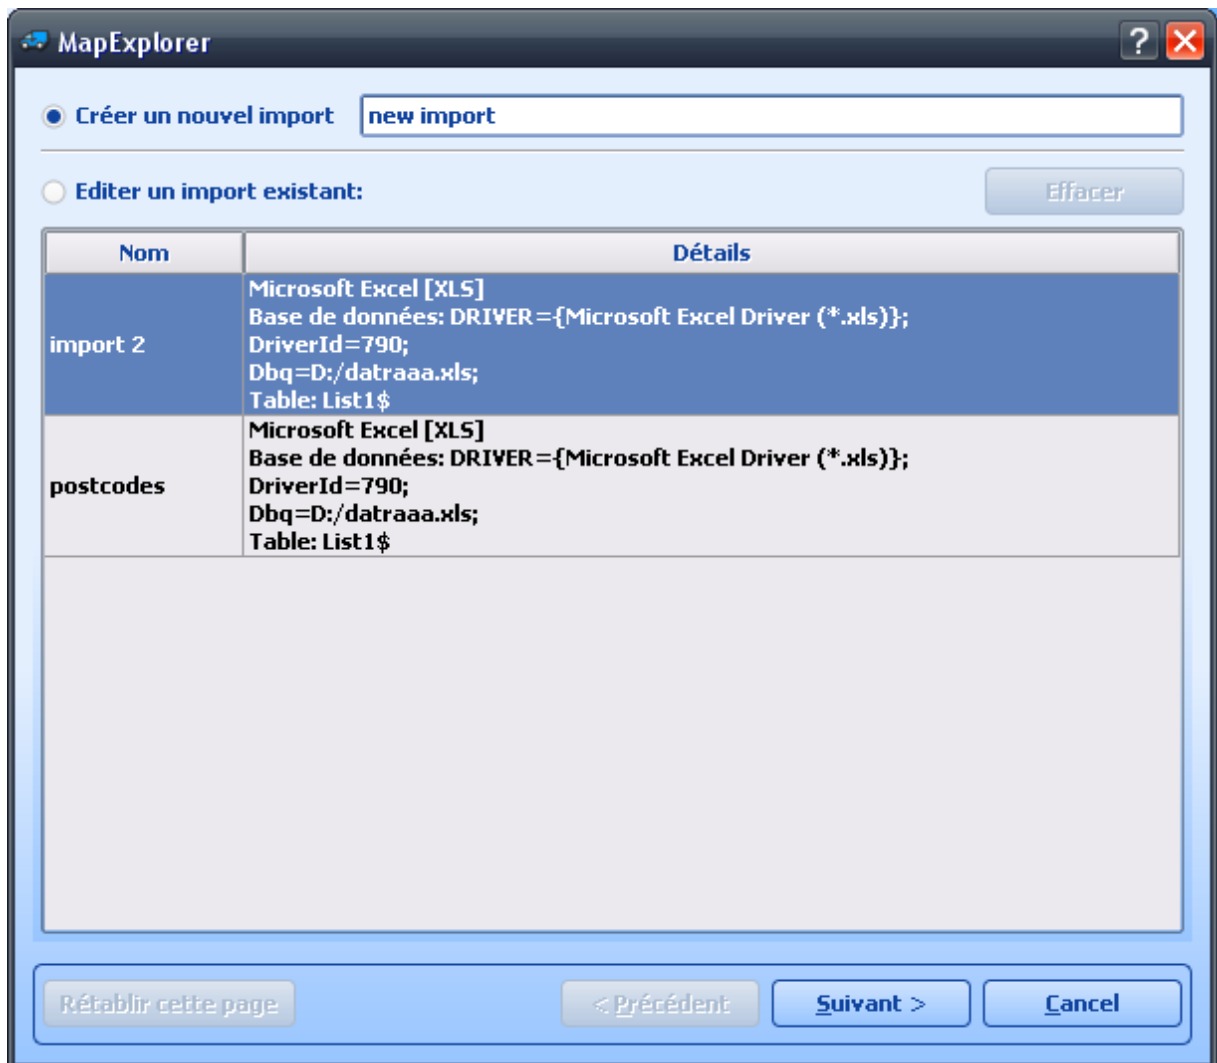 MapExplorer
?
Créer un nouvel import new import
Editer un import existant: Effacer
Nom Détails
Microsoft Excel [XLS]
Base de données: DRIVER={Microsoft Excel Driver (*.xls)};
import 2 DriverId=790;
Dbq=D:/datraaa.xls;
Table: List1$
Microsoft Excel [XLS]
Base de données: DRIVER={Microsoft Excel Driver (*.xls)};
postcodes DriverId=790;
Dbq=D:/datraaa.xls;
Table: List1$
Rétablir cette page < Précédent Suivant > Cancel